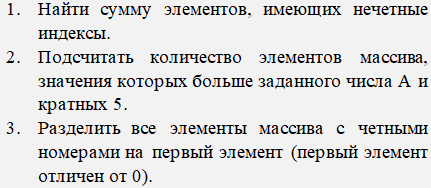 1. Найти сумму элементов, имеющих нечетные
индексы.
2. Подсчитать количество элементов массива,
значения которых больше заданного числа А и
кратных 5.
3. Разделить все элементы массива с четными
номерами на первый элемент (первый элемент
отличен от 0).